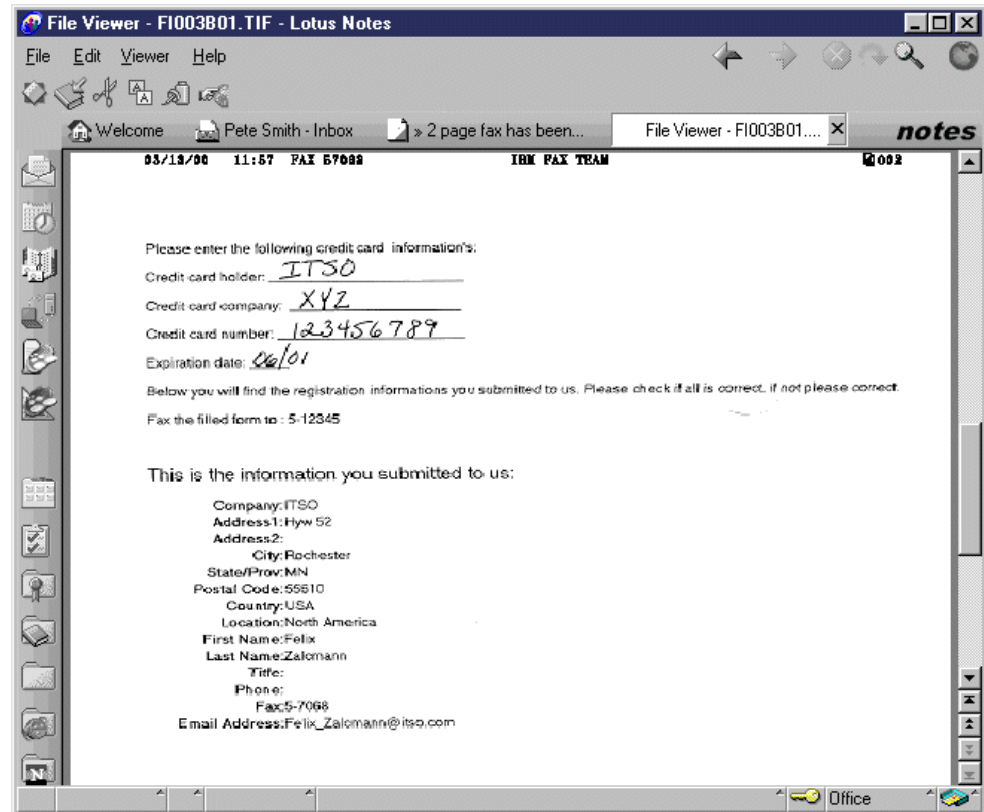 File Viewer - FI003B01.TIF - Lotus Notes
File Edit Viewer Help
Welcome Pete Smith - Inbox » 2 page fax has been... File Viewer - FI003B01.... notes
03/13/00 11:57 FAX 57088 IBM FAX TEAM 002
Please enter the following credit card information's:
Credit card holder: ITSO
Credit card company: XYZ
Credit card number: 123456789
Expiration date: 06/01
Below you will find the registration informations you submitted to us. Please check if all is correct, if not please correct.
Fax the filled form to : 5-12345
This is the information you submitted to us:
Company:ITSO
Address1:Hyw 52
Address2:
City:Rochester
State/Prov:MN
Postal Code:55610
Country:USA
Location:North America
First Name:Felix
Last Name:Zalcmann
Title:
Phone:
Fax:5-7068
Email Address:Felix_Zalcmann@itso.com
Office